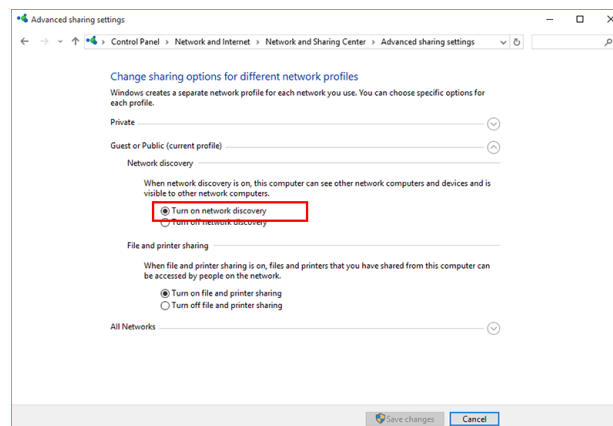 Advanced sharing settings
Control Panel > Network and Internet > Network and Sharing Center > Advanced sharing settings
Change sharing options for different network profiles
Windows creates a separate network profile for each network you use. You can choose specific options for
each profile.
Private
Guest or Public (current profile)
Network discovery
When network discovery is on, this computer can see other network computers and devices and is
visible to other network computers.
Turn on network discovery
Turn off network discovery
File and printer sharing
When file and printer sharing is on, files and printers that you have shared from this computer can
be accessed by people on the network.
Turn on file and printer sharing
Turn off file and printer sharing
All Networks
Save changes
Cancel